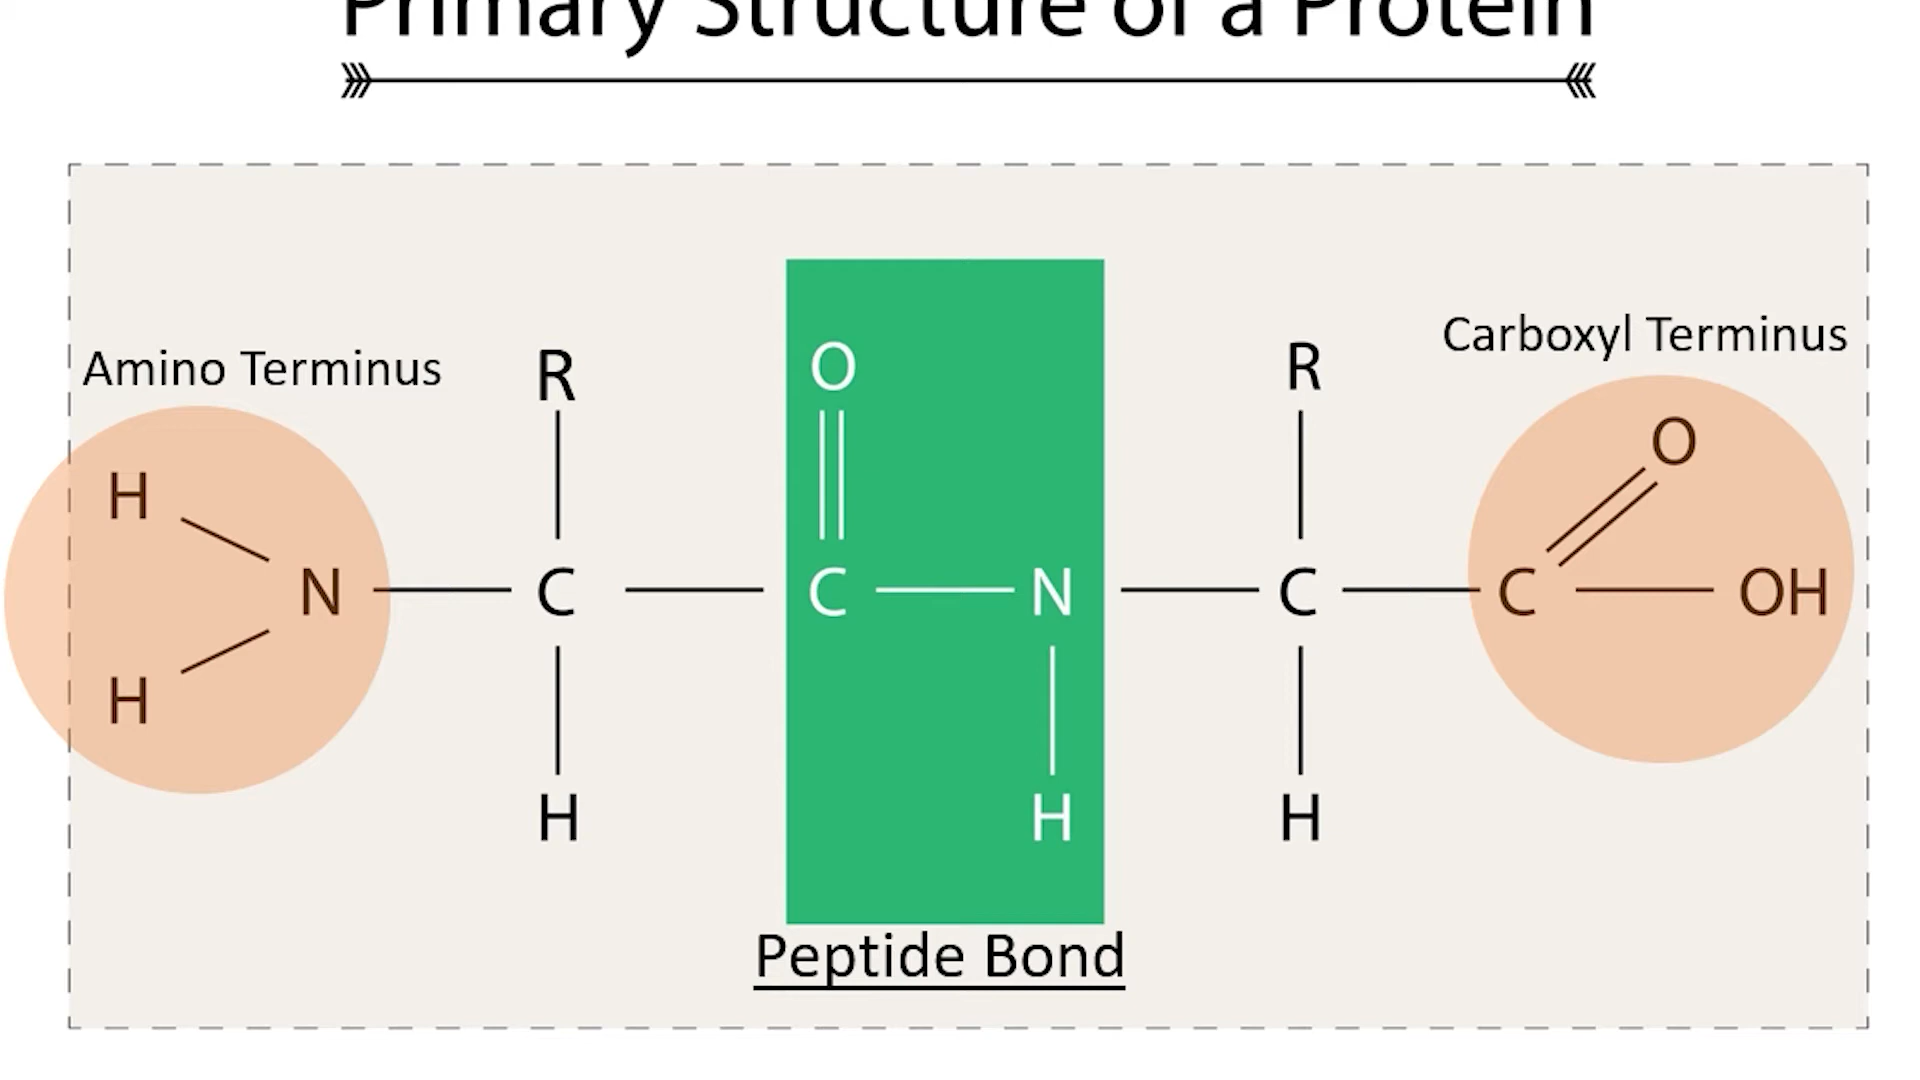 Primary Structure of a Protein
Carboxyl Terminus
Amino Terminus
R
O
R
O
H
N
C
C
N
C
C
OH
H
H
H
H
Peptide Bond